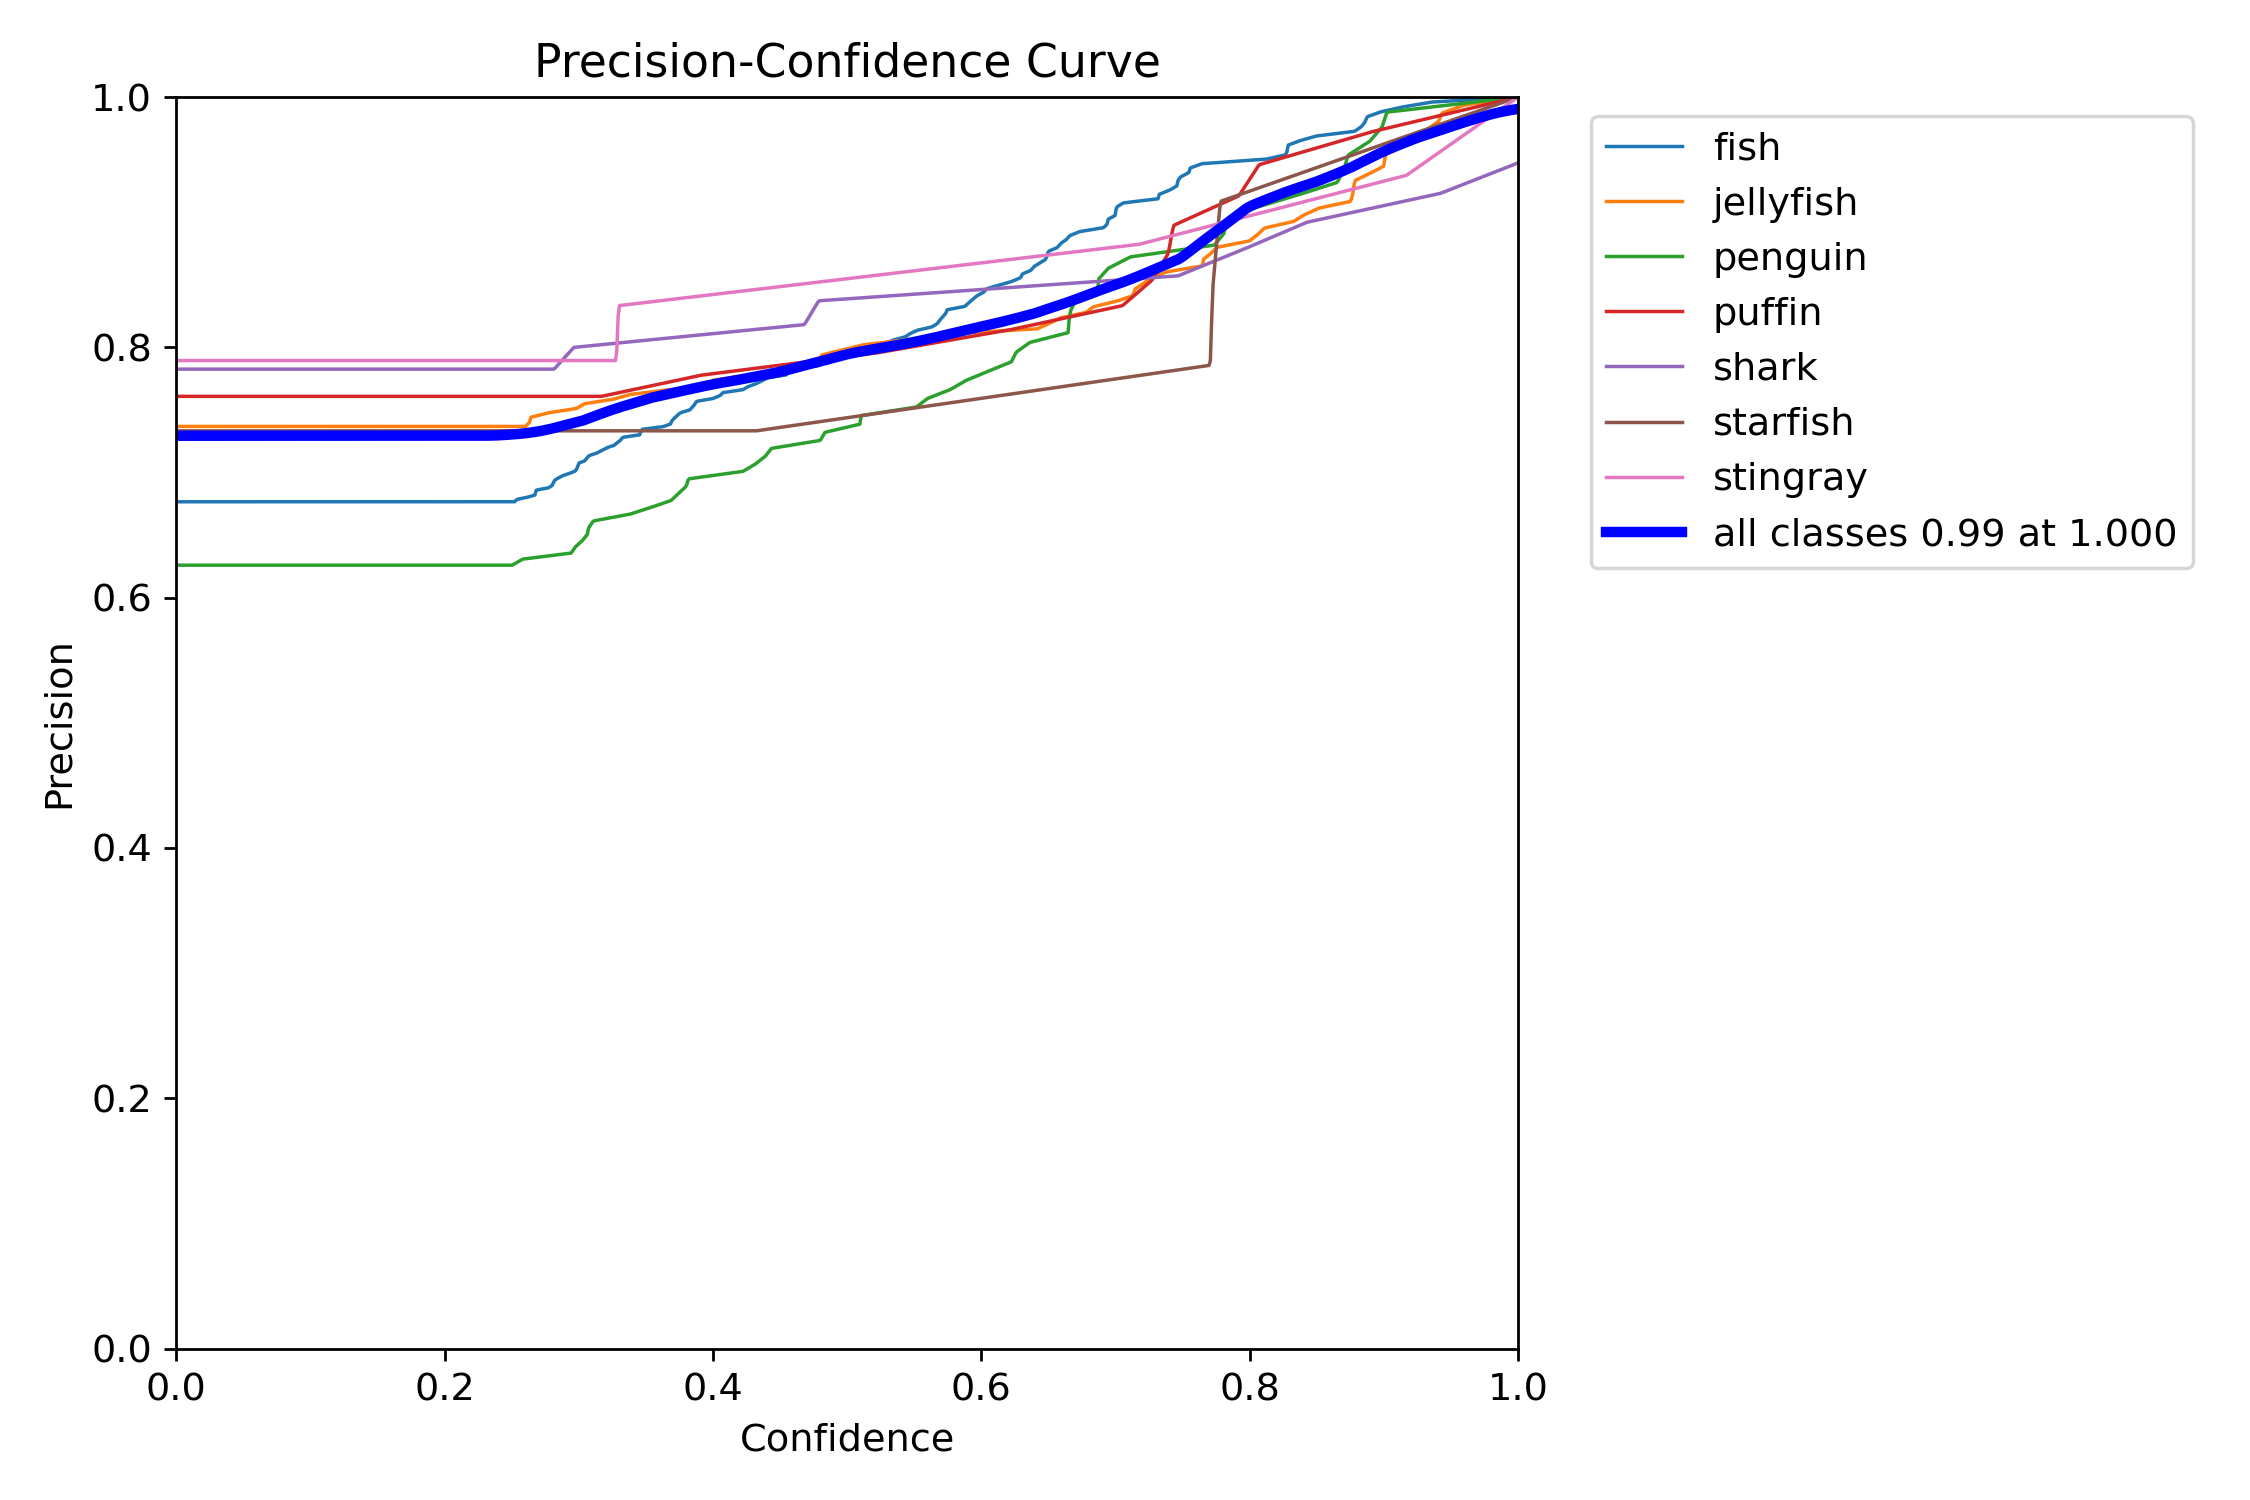 Precision-Confidence Curve
1.0
0.8
0.6
0.4
0.2
0.0
Precision
0.0 0.2 0.4 0.6 0.8 1.0
Confidence
fish
jellyfish
penguin
puffin
shark
starfish
stingray
all classes 0.99 at 1.000